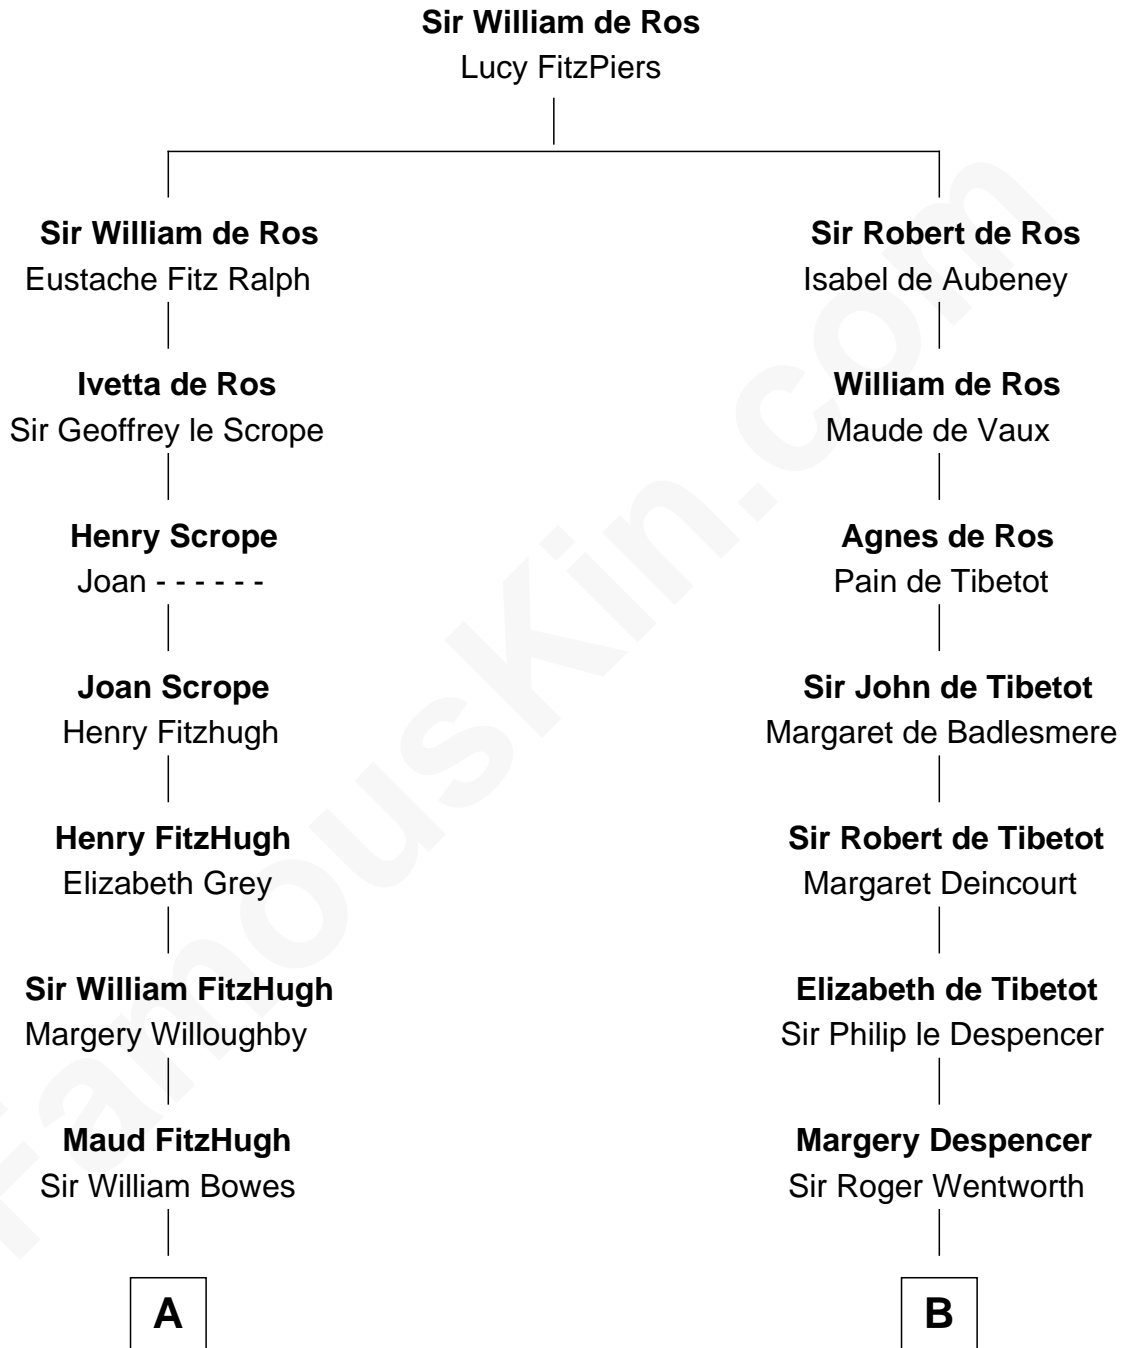 Sir William de Ros
Lucy FitzPiers
Sir William de Ros
Eustache Fitz Ralph
Sir Robert de Ros
Isabel de Aubeney
Ivetta de Ros
Sir Geoffrey le Scrope
William de Ros
Maude de Vaux
Henry Scrope
Joan - - - - - -
Agnes de Ros
Pain de Tibetot
Joan Scrope
Henry Fitzhugh
Sir John de Tibetot
Margaret de Badlesmere
Henry FitzHugh
Elizabeth Grey
Sir Robert de Tibetot
Margaret Deincourt
Sir William FitzHugh
Margery Willoughby
Elizabeth de Tibetot
Sir Philip le Despencer
Maud FitzHugh
Sir William Bowes
Margery Despencer
Sir Roger Wentworth
A
B
FamousKin.com